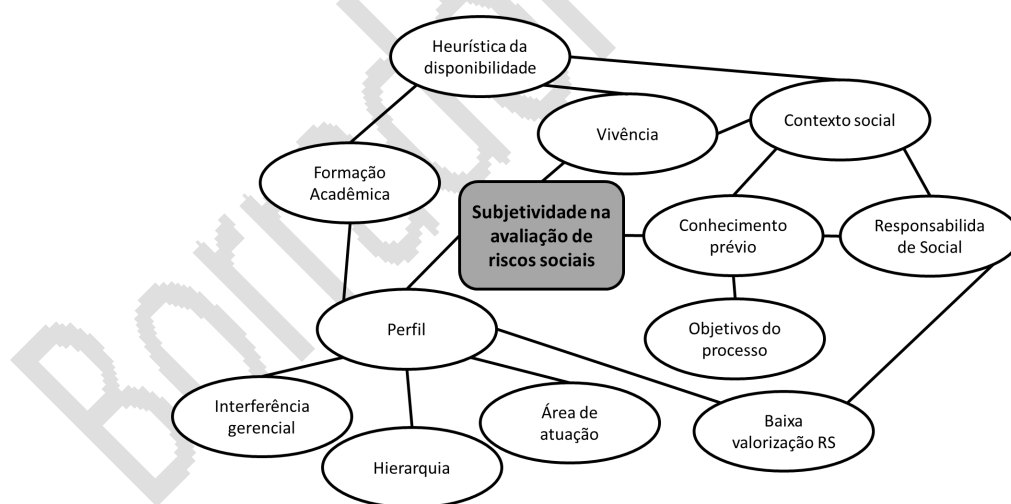 Heurística da
disponibilidade
Vivência
Contexto social
Formação
Acadêmica
Subjetividade na
avaliação de
riscos sociais
Conhecimento
prévio
Responsabilida
de Social
Perfil
Objetivos do
processo
Interferência
gerencial
Hierarquia
Área de
atuação
Baixa
valorização RS